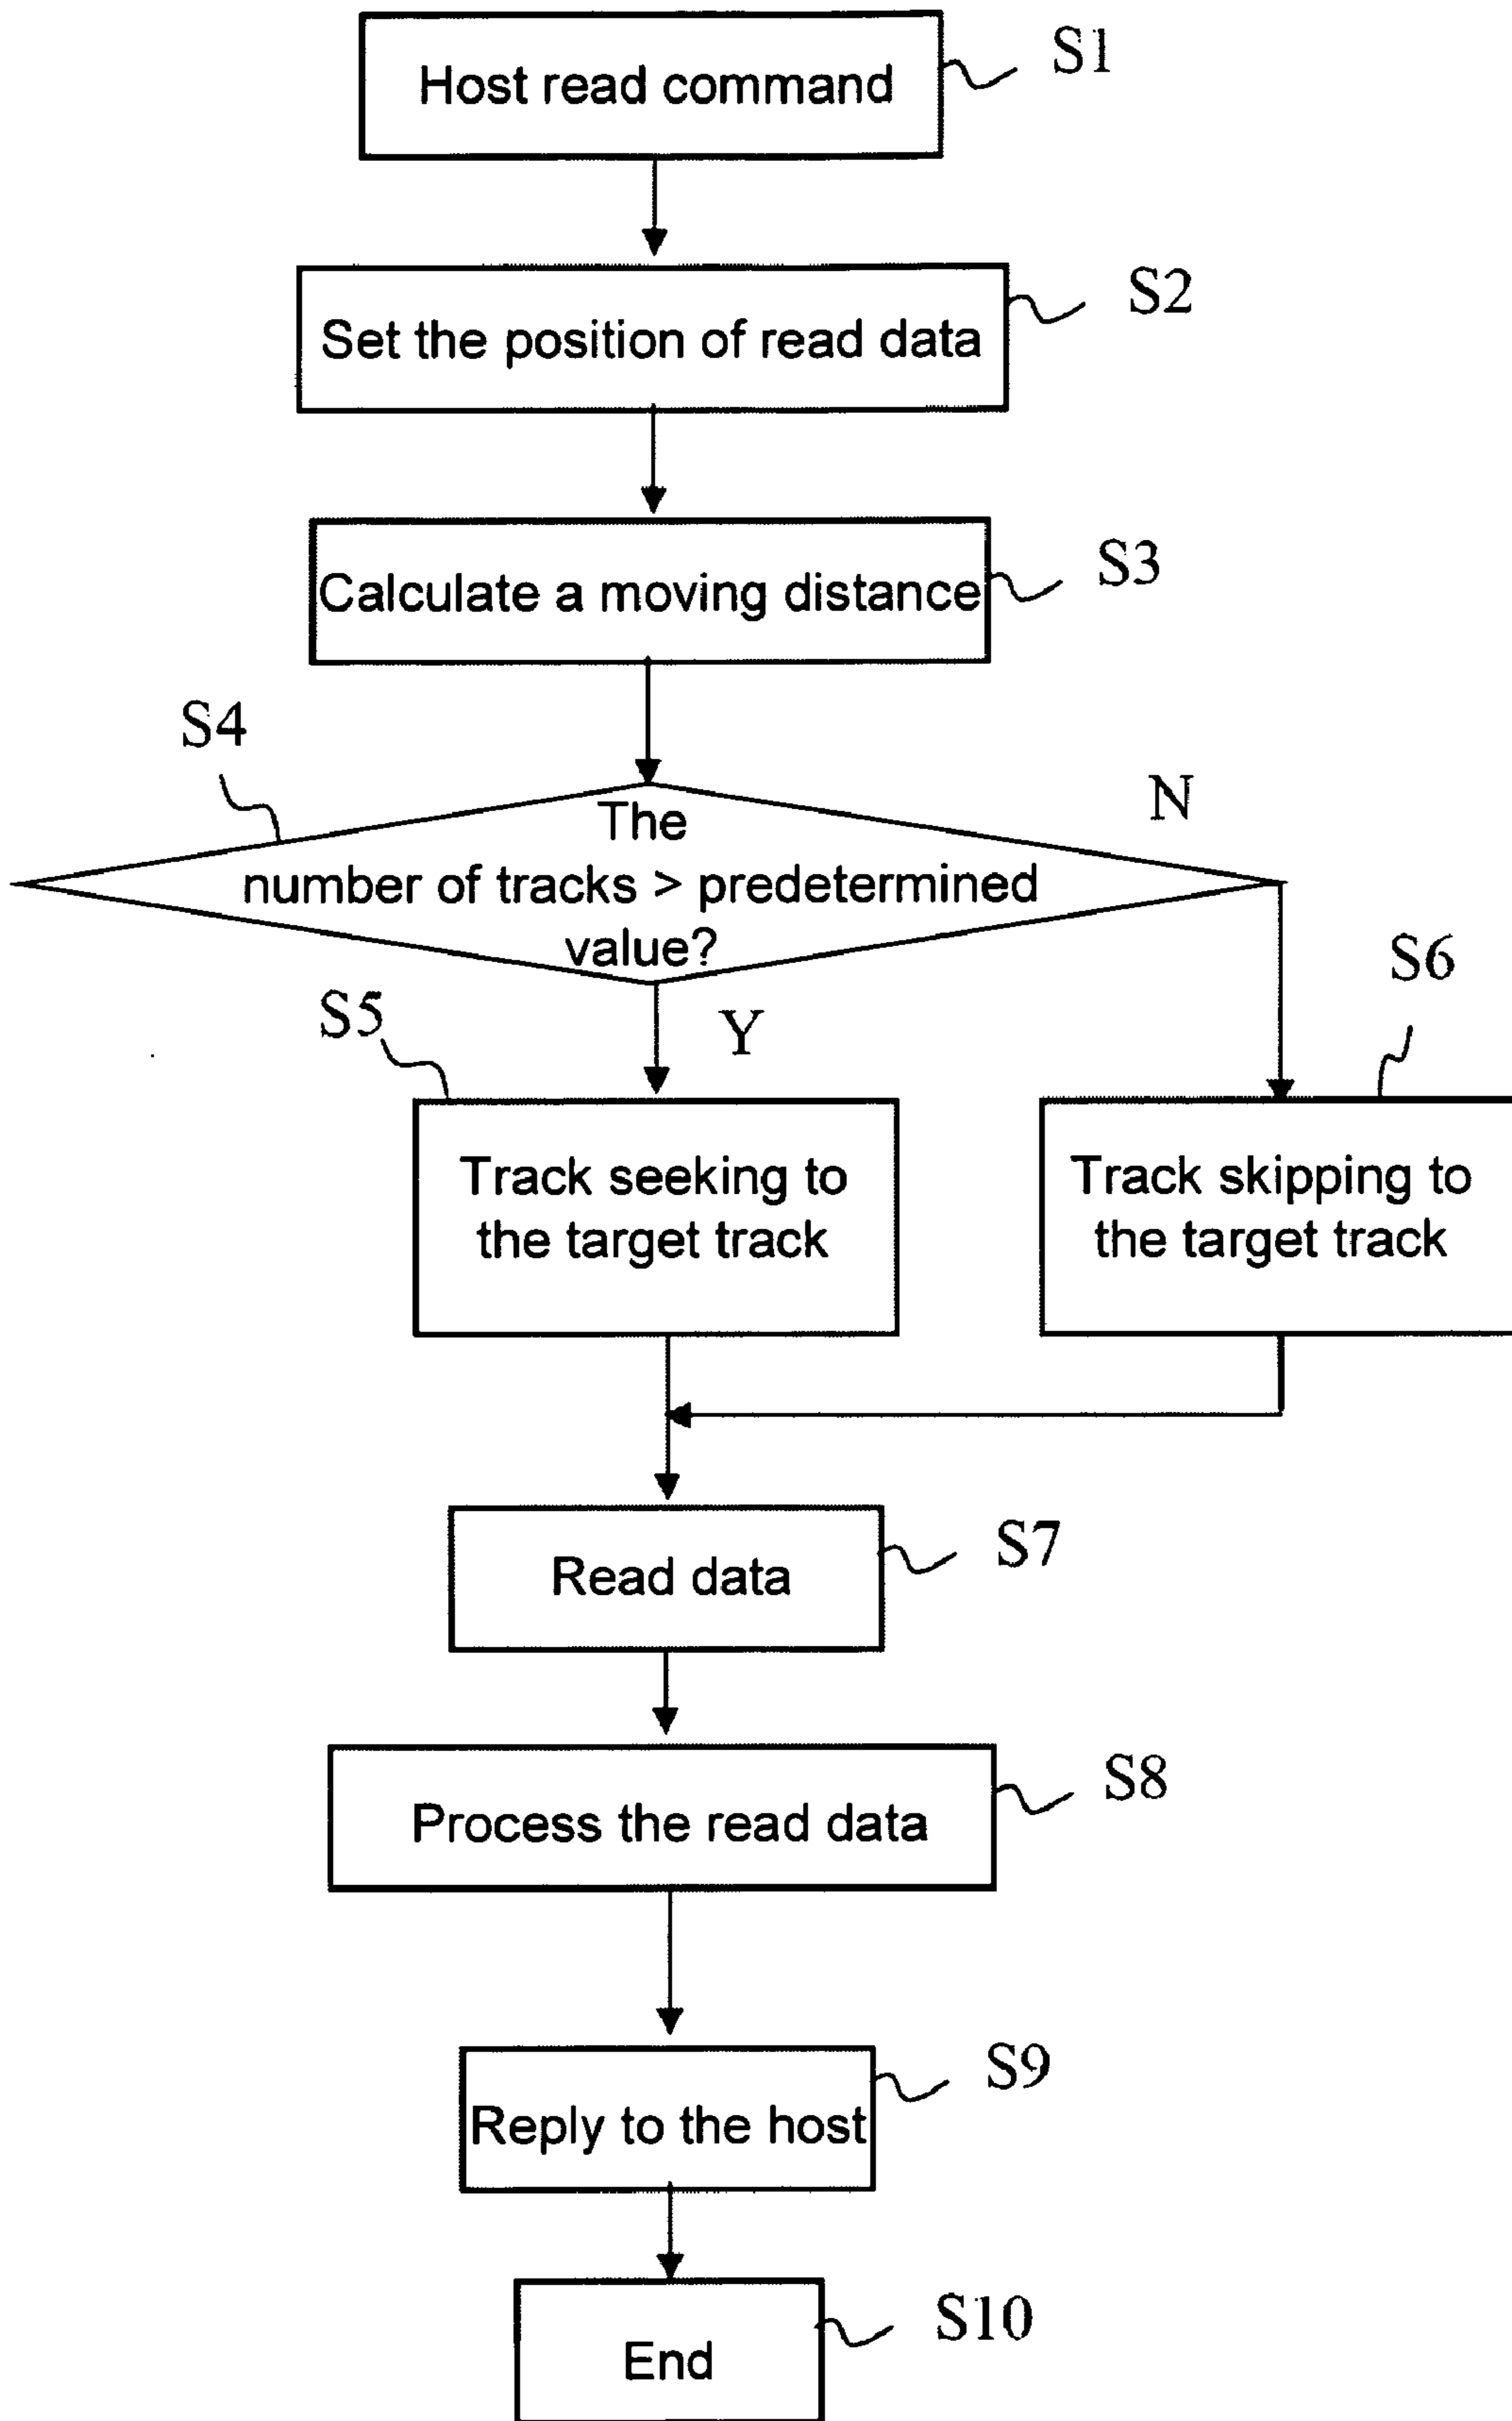 Host read command
S1
Set the position of read data
S2
Calculate a moving distance
S3
S4
The
number of tracks > predetermined
value?
N
Y
S5
S6
Track seeking to
the target track
Track skipping to
the target track
Read data
S7
Process the read data
S8
Reply to the host
S9
End
S10